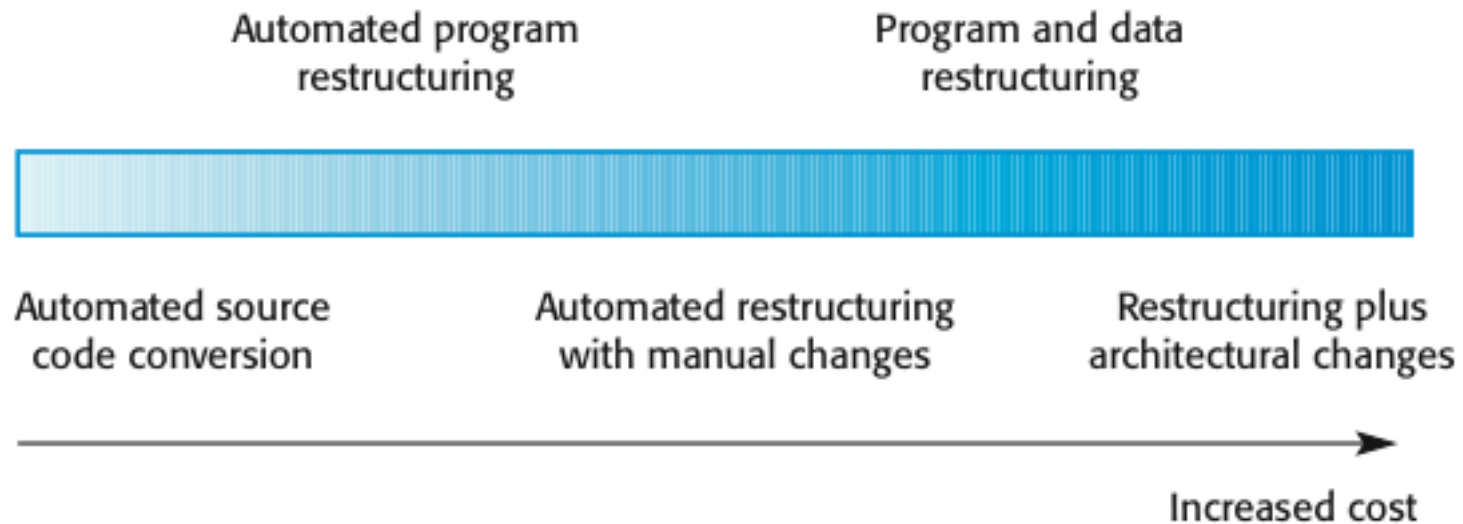 Automated program
restructuring
Program and data
restructuring
Automated source
code conversion
Automated restructuring
with manual changes
Restructuring plus
architectural changes
Increased cost